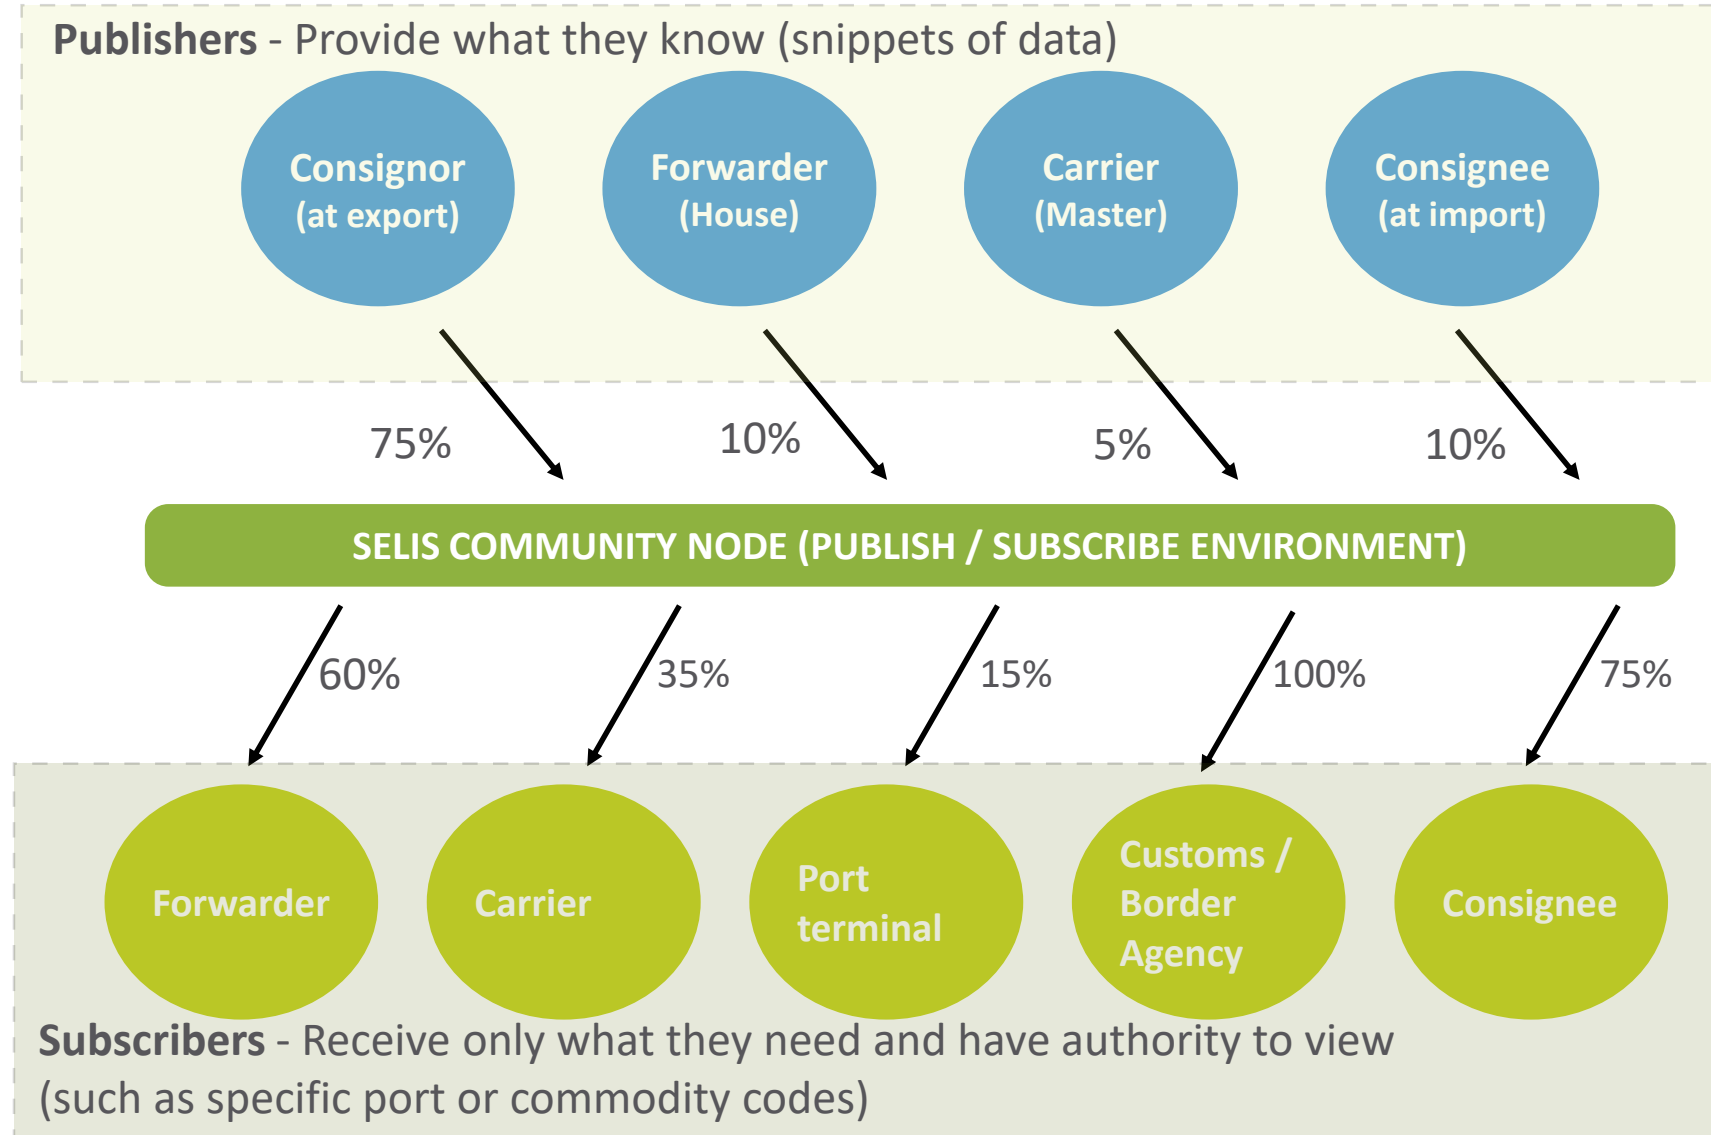 Publishers - Provide what they know (snippets of data)
Consignor
(at export)
Forwarder
(House)
Carrier
(Master)
Consignee
(at import)
75%
10%
5%
10%
SELIS COMMUNITY NODE (PUBLISH / SUBSCRIBE ENVIRONMENT)
60%
35%
15%
100%
75%
Forwarder
Carrier
Port
terminal
Customs /
Border
Agency
Consignee
Subscribers - Receive only what they need and have authority to view
(such as specific port or commodity codes)